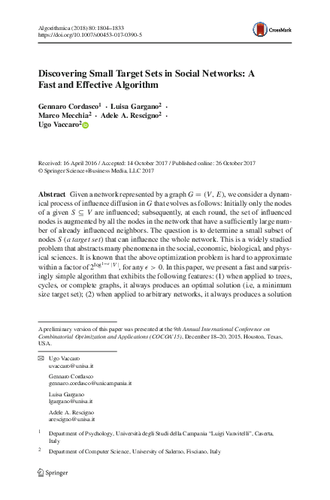 Algorithmica (2018) 80:1804–1833
https://doi.org/10.1007/s00453-017-0390-5
CrossMark
Discovering Small Target Sets in Social Networks: A
Fast and Effective Algorithm
Gennaro Cordasco1 · Luisa Gargano2 ·
Marco Mecchia2 · Adele A. Rescigno2 ·
Ugo Vaccaro2
Received: 16 April 2016 / Accepted: 14 October 2017 / Published online: 26 October 2017
© Springer Science+Business Media, LLC 2017
Abstract Given a network represented by a graph G = (V, E), we consider a dynam-
ical process of influence diffusion in G that evolves as follows: Initially only the nodes
of a given S ⊆ V are influenced; subsequently, at each round, the set of influenced
nodes is augmented by all the nodes in the network that have a sufficiently large num-
ber of already influenced neighbors. The question is to determine a small subset of
nodes S (a target set) that can influence the whole network. This is a widely studied
problem that abstracts many phenomena in the social, economic, biological, and phys-
ical sciences. It is known that the above optimization problem is hard to approximate
within a factor of 2^{log^{1−ε}|V|}, for any ε > 0. In this paper, we present a fast and surpris-
ingly simple algorithm that exhibits the following features: (1) when applied to trees,
cycles, or complete graphs, it always produces an optimal solution (i.e, a minimum
size target set); (2) when applied to arbitrary networks, it always produces a solution
A preliminary version of this paper was presented at the 9th Annual International Conference on
Combinatorial Optimization and Applications (COCOA'15), December 18–20, 2015, Houston, Texas,
USA.
Ugo Vaccaro
uvaccaro@unisa.it
Gennaro Cordasco
gennaro.cordasco@unicampania.it
Luisa Gargano
lgargano@unisa.it
Adele A. Rescigno
arescigno@unisa.it
1 Department of Psychology, Università degli Studi della Campania "Luigi Vanvitelli", Caserta,
Italy
2 Department of Computer Science, University of Salerno, Fisciano, Italy
Springer